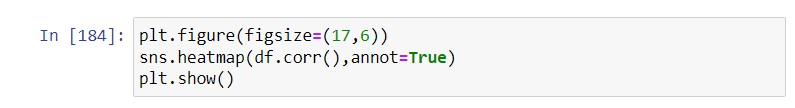 In [184]: plt.figure(figsize=(17,6))
sns.heatmap(df.corr(),annot=True)
plt.show()